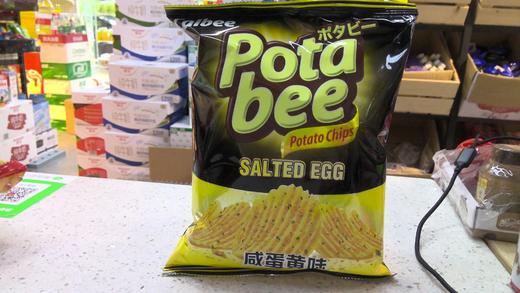 Calbee
ポタビー
Pota
bee
Potato Chips
SALTED EGG
咸蛋黄味